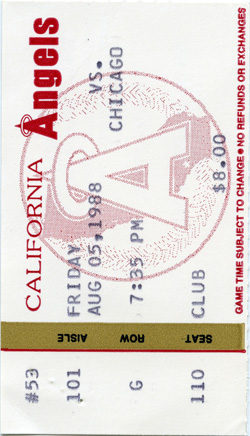 CALIFORNIA
Angels
VS.
CHICAGO
FRIDAY
AUG 05,1988
7:35 PM
CLUB
$8.00
GAME TIME SUBJECT TO CHANGE • NO REFUNDS OR EXCHANGES
A
AISLE
ROW
SEAT
#53
101
G
110